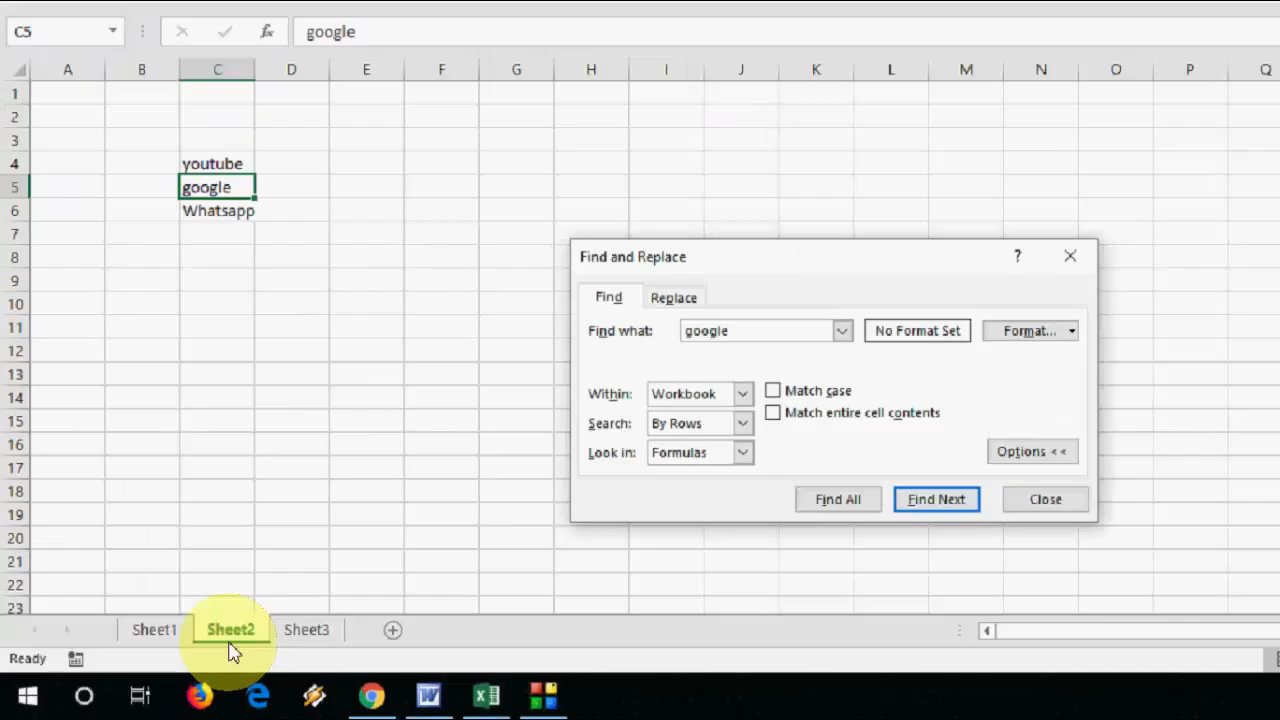 C5 google
A B C D E F G H I J K L M N O P Q
1
2
3
4 youtube
5 google
6 Whatsapp
7
8
9
10
11
12
13
14
15
16
17
18
19
20
21
22
23
Find and Replace ?
Find Replace
Find what: google No Format Set Format...
Within: Workbook Match case
Search: By Rows Match entire cell contents
Look in: Formulas Options <<
Find All Find Next Close
Sheet1 Sheet2 Sheet3
Ready